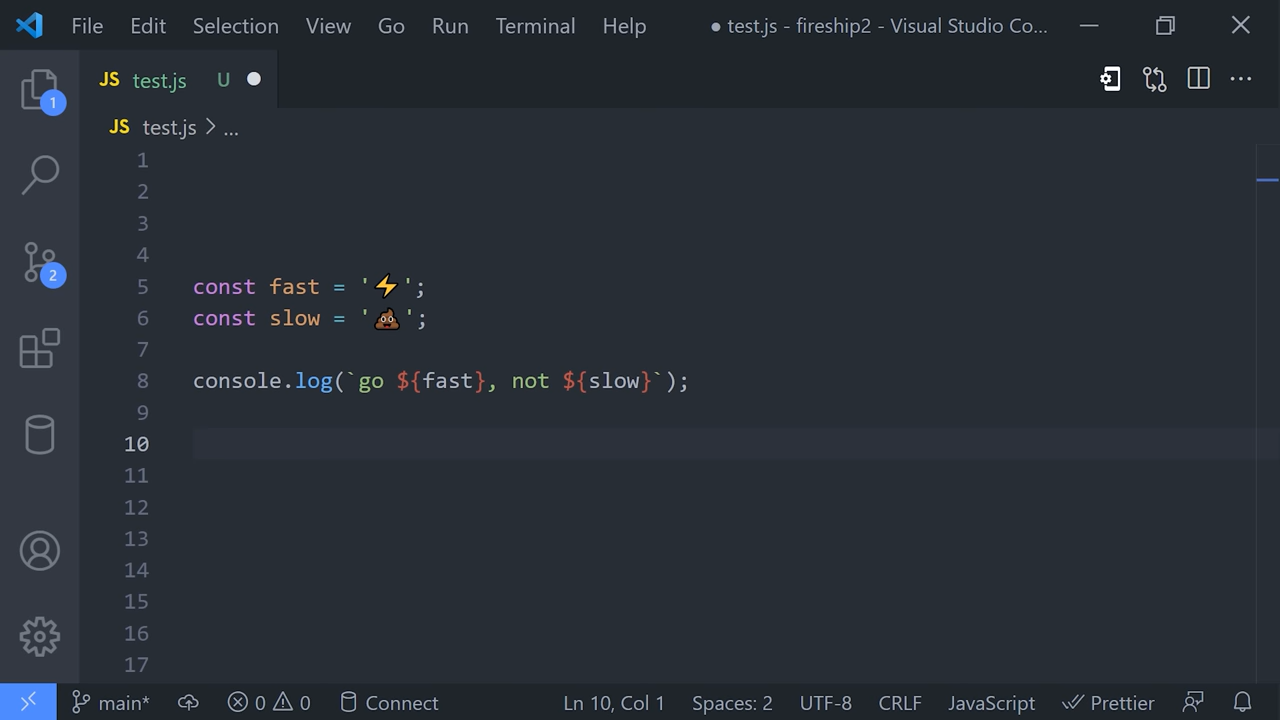 File Edit Selection View Go Run Terminal Help ● test.js - fireship2 - Visual Studio Co...
JS test.js U ●
1
JS test.js > ...
1
2
3
4
5 const fast = '⚡';
6 const slow = '💩';
7
8 console.log(`go ${fast}, not ${slow}`);
9
10
11
12
13
14
15
16
17
2
main* 0 0 Connect Ln 10, Col 1 Spaces: 2 UTF-8 CRLF JavaScript Prettier